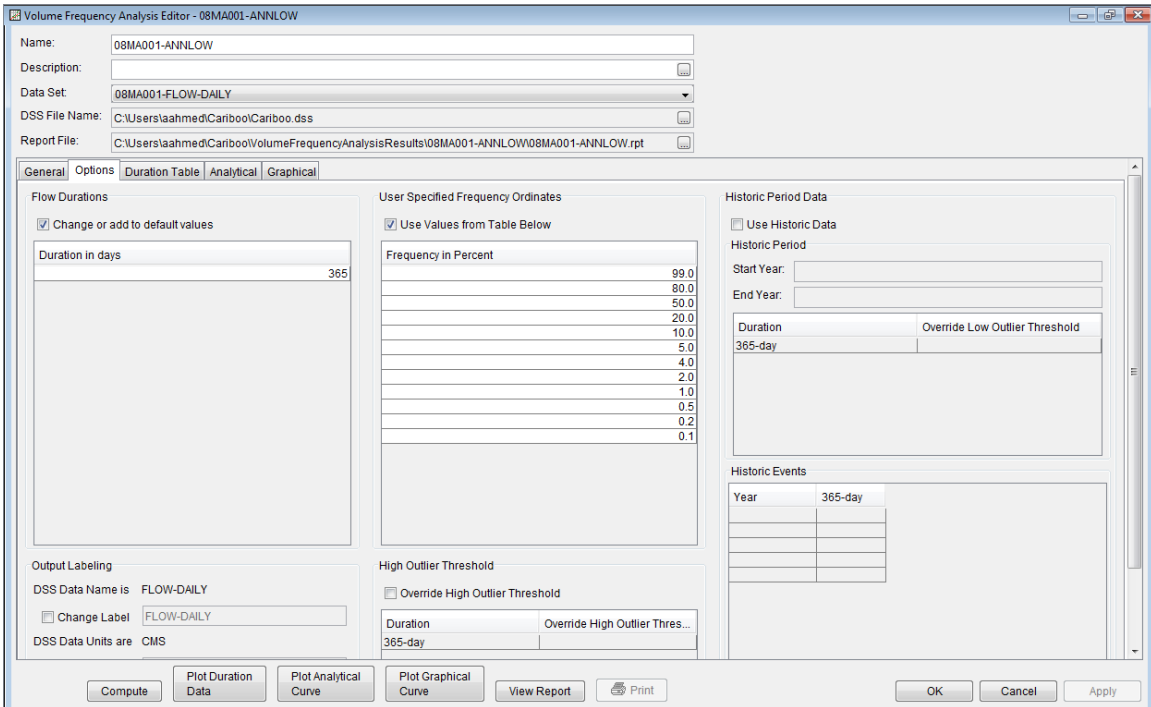 Volume Frequency Analysis Editor - 08MA001-ANNLOW
Name: 08MA001-ANNLOW
Description:
Data Set: 08MA001-FLOW-DAILY
DSS File Name: C:\Users\aahmed\Cariboo\Cariboo.dss
Report File: C:\Users\aahmed\Cariboo\VolumeFrequencyAnalysisResults\08MA001-ANNLOW\08MA001-ANNLOW.rpt
General Options Duration Table Analytical Graphical
Flow Durations
Change or add to default values
Duration in days
365
User Specified Frequency Ordinates
Use Values from Table Below
Frequency in Percent
99.0
80.0
50.0
20.0
10.0
5.0
4.0
2.0
1.0
0.5
0.2
0.1
Historic Period Data
Use Historic Data
Historic Period
Start Year:
End Year:
Duration Override Low Outlier Threshold
365-day
Historic Events
Year 365-day
Output Labeling
DSS Data Name is FLOW-DAILY
Change Label FLOW-DAILY
DSS Data Units are CMS
High Outlier Threshold
Override High Outlier Threshold
Duration Override High Outlier Thres...
365-day
Compute
Plot Duration
Data
Plot Analytical
Curve
Plot Graphical
Curve
View Report
Print
OK
Cancel
Apply